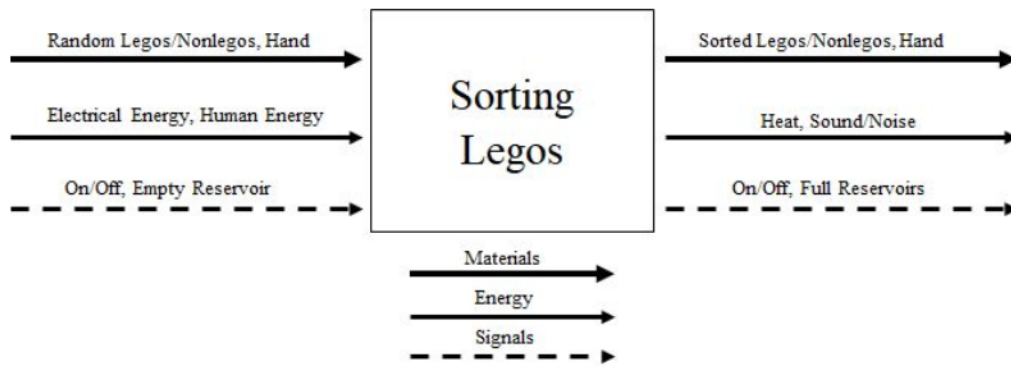 Random Legos/Nonlegos, Hand
Sorted Legos/Nonlegos, Hand
Sorting
Legos
Electrical Energy, Human Energy
Heat, Sound/Noise
On/Off, Empty Reservoir
On/Off, Full Reservoirs
Materials
Energy
Signals